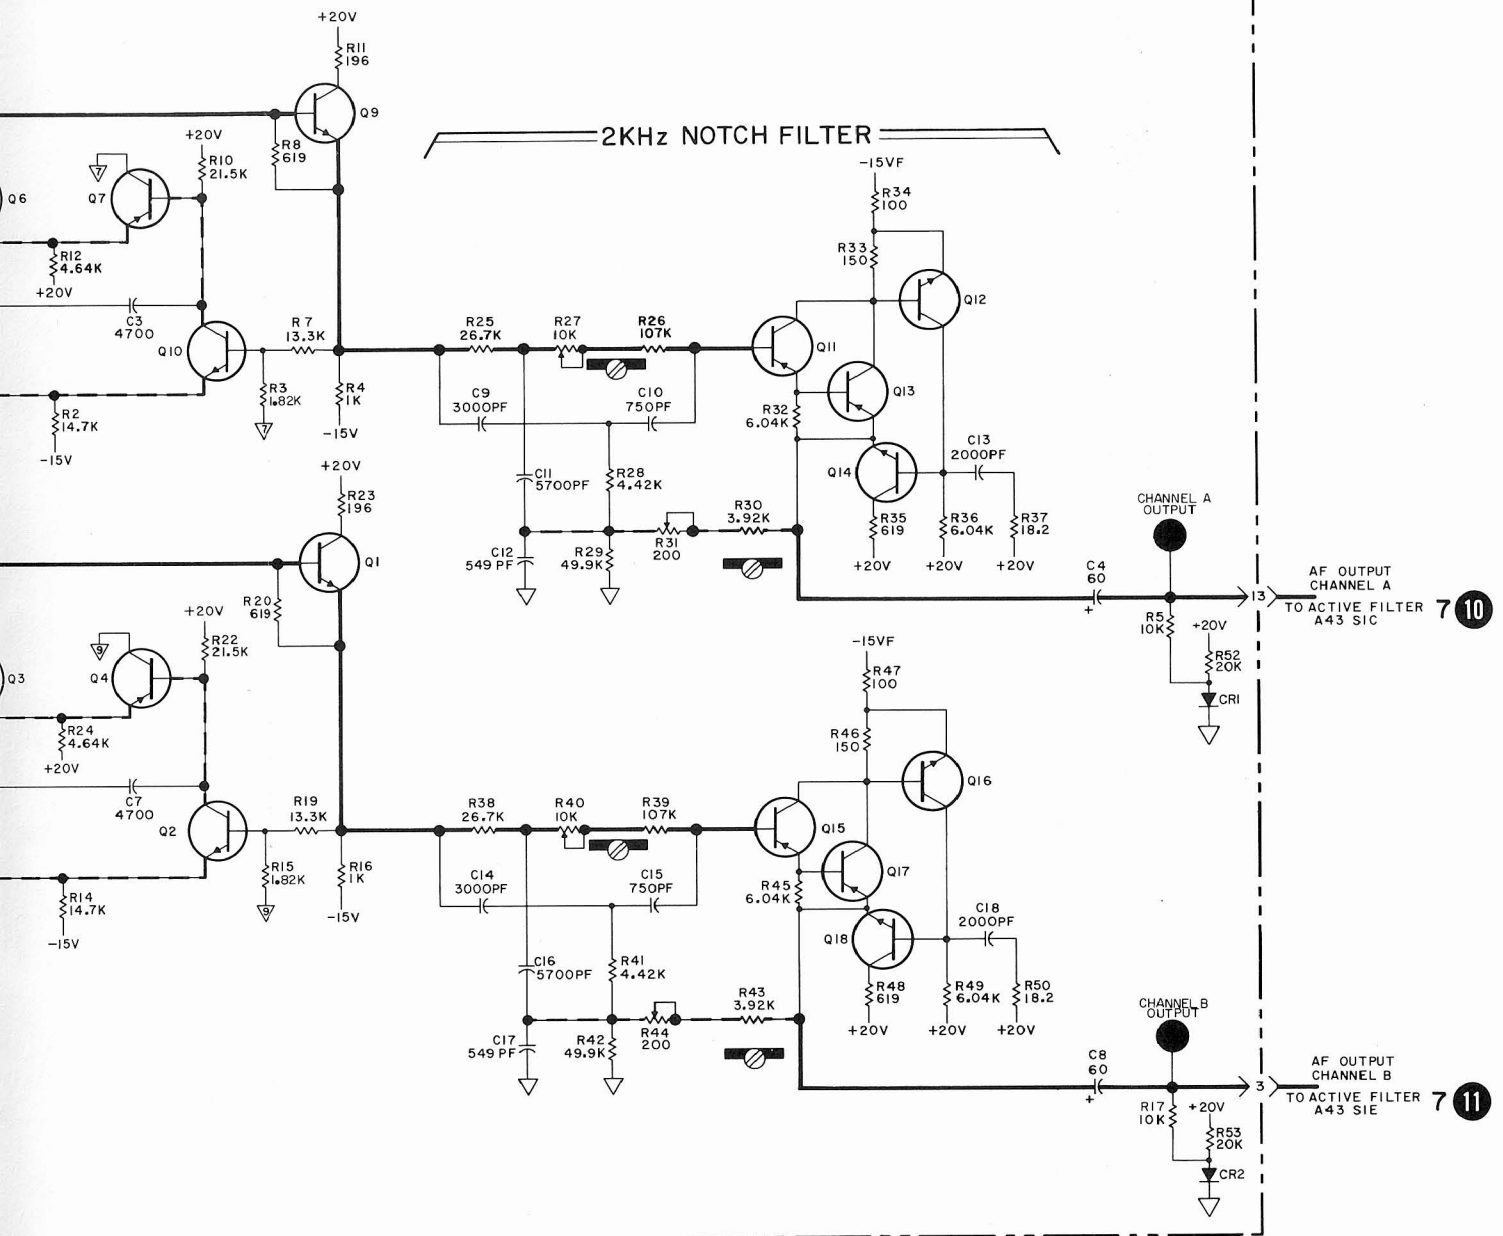 +20V
R11
196
Q9
2KHz NOTCH FILTER
+20V
R8
619
R10
21.5K
7
Q6
Q7
-15VF
R34
100
R12
4.64K
+20V
R33
150
Q12
C3
4700
Q10
R7
13.3K
R25
26.7K
R27
10K
R26
107K
Q11
R3
1.82K
R4
1K
C9
3000PF
C10
750PF
Q13
R32
6.04K
R2
14.7K
-15V
7
-15V
+20V
C13
2000PF
Q14
C11
5700PF
R28
4.42K
R23
196
R30
3.92K
R35
619
R36
6.04K
R37
18.2
CHANNEL A
OUTPUT
R31
200
C12
549 PF
R29
49.9K
Q1
+20V
+20V
+20V
C4
60
+
13
AF OUTPUT
CHANNEL A
TO ACTIVE FILTER
A43 S1C
7
10
R20
619
+20V
R5
10K
+20V
R22
21.5K
9
Q3
Q4
-15VF
R47
100
R52
20K
CR1
R24
4.64K
+20V
R46
150
Q16
C7
4700
Q2
R19
13.3K
R38
26.7K
R40
10K
R39
107K
Q15
R15
1.82K
R16
1K
C14
3000PF
C15
750PF
Q17
R45
6.04K
R14
14.7K
-15V
9
-15V
C18
2000PF
Q18
C16
5700PF
R41
4.42K
R43
3.92K
R48
619
R49
6.04K
R50
18.2
CHANNEL B
OUTPUT
R44
200
C17
549 PF
R42
49.9K
+20V
+20V
+20V
C8
60
+
3
AF OUTPUT
CHANNEL B
TO ACTIVE FILTER
A43 S1E
7
11
R17
10K
+20V
R53
20K
CR2